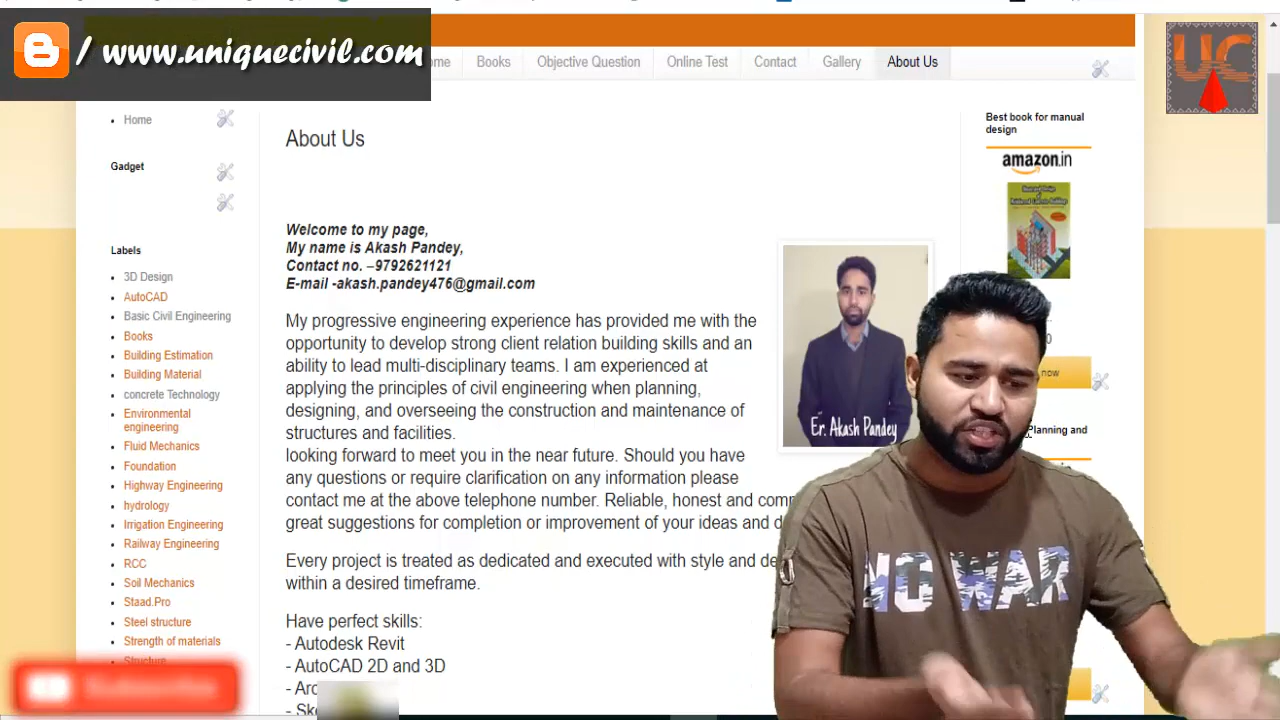 / www.uniquecivil.com
Books
Objective Question
Online Test
Contact
Gallery
About Us
UC
Home
Gadget
Labels
3D Design
AutoCAD
Basic Civil Engineering
Books
Building Estimation
Building Material
concrete Technology
Environmental
engineering
Fluid Mechanics
Foundation
Highway Engineering
hydrology
Irrigation Engineering
Railway Engineering
RCC
Soil Mechanics
Staad.Pro
Steel structure
Strength of materials
Structure
Subscribe
About Us
Welcome to my page,
My name is Akash Pandey,
Contact no. –9792621121
E-mail -akash.pandey476@gmail.com
My progressive engineering experience has provided me with the
opportunity to develop strong client relation building skills and an
ability to lead multi-disciplinary teams. I am experienced at
applying the principles of civil engineering when planning,
designing, and overseeing the construction and maintenance of
structures and facilities.
looking forward to meet you in the near future. Should you have
any questions or require clarification on any information please
contact me at the above telephone number. Reliable, honest and
great suggestions for completion or improvement of your ideas and
Every project is treated as dedicated and executed with style and
within a desired timeframe.
Have perfect skills:
- Autodesk Revit
- AutoCAD 2D and 3D
Er. Akash Pandey
Best book for manual
design
amazon.in
now
Planning and
NO WAR